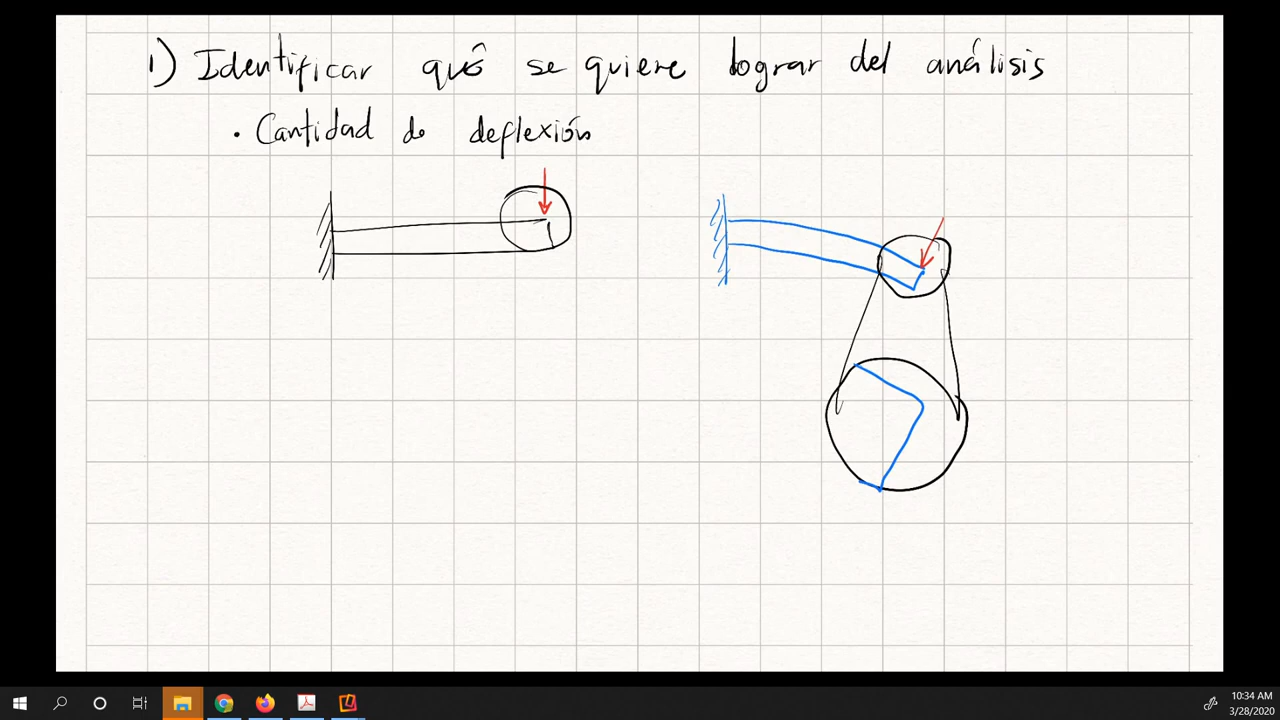 1) Identificar qué se quiere lograr del análisis
• Cantidad de deflexión
10:34 AM
3/28/2020